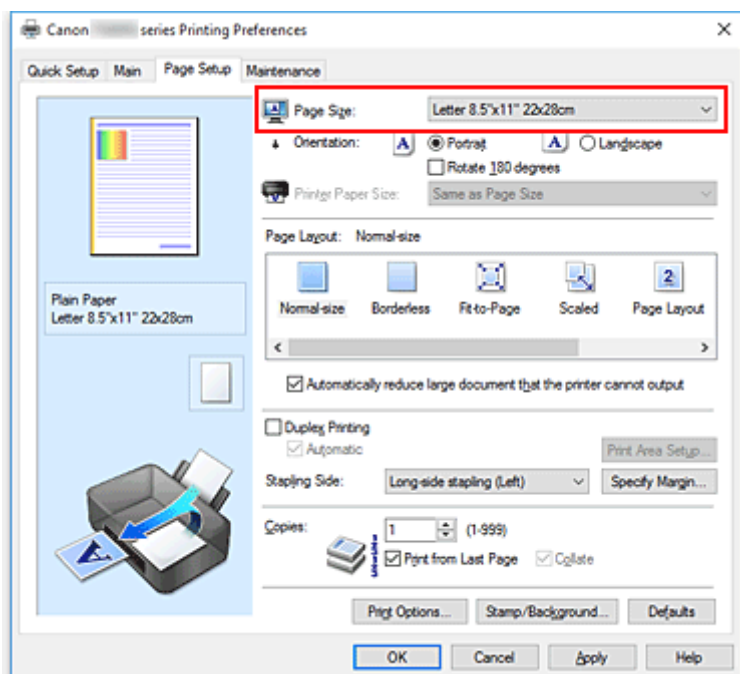 Canon series Printing Preferences
Quick Setup Main Page Setup Maintenance
Page Size: Letter 8.5"x11" 22x28cm
Orientation: A Portrait A Landscape
Rotate 180 degrees
Printer Paper Size: Same as Page Size
Page Layout: Normal-size
2
Normal-size Borderless Fit-to-Page Scaled Page Layout
Plain Paper
Letter 8.5"x11" 22x28cm
Automatically reduce large document that the printer cannot output
Duplex Printing
Automatic
Print Area Setup...
Stapling Side: Long-side stapling (Left) Specify Margin...
Copies: 1 (1-999)
Print from Last Page Collate
A
Print Options... Stamp/Background... Defaults
OK Cancel Apply Help